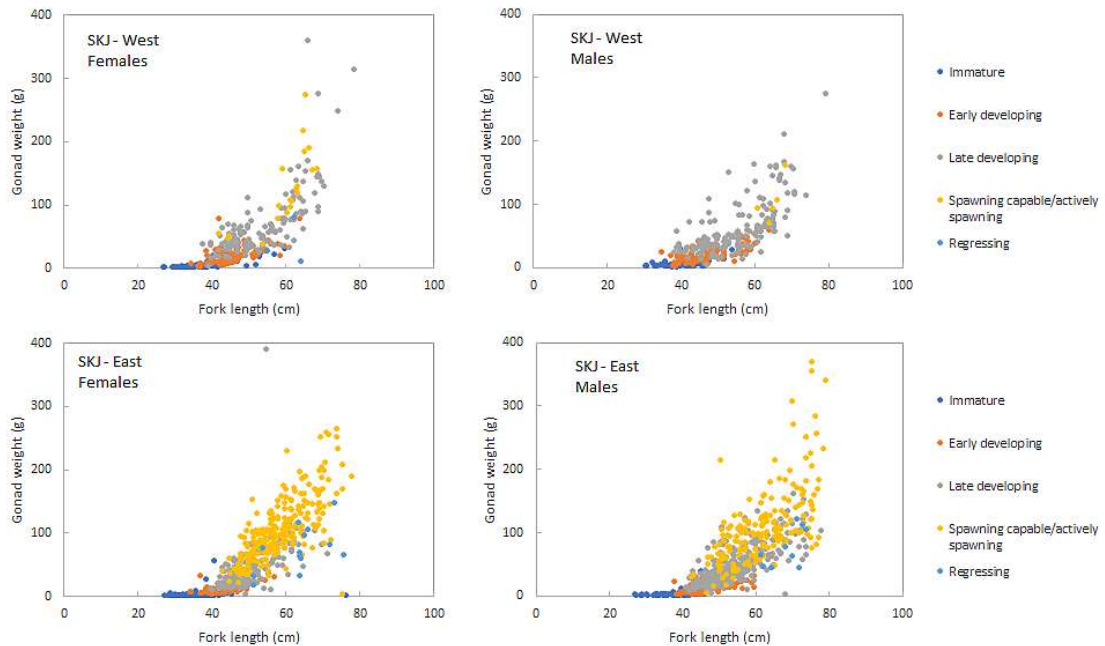 SKJ - West
Females
Gonad weight (g)
400
300
200
100
0
0 20 40 60 80 100
Fork length (cm)
SKJ - West
Males
Gonad weight (g)
400
300
200
100
0
0 20 40 60 80 100
Fork length (cm)
Immature
Early developing
Late developing
Spawning capable/actively
spawning
Regressing
SKJ - East
Females
Gonad weight (g)
400
300
200
100
0
0 20 40 60 80 100
Fork length (cm)
SKJ - East
Males
Gonad weight (g)
400
300
200
100
0
0 20 40 60 80 100
Fork length (cm)
Immature
Early developing
Late developing
Spawning capable/actively
spawning
Regressing